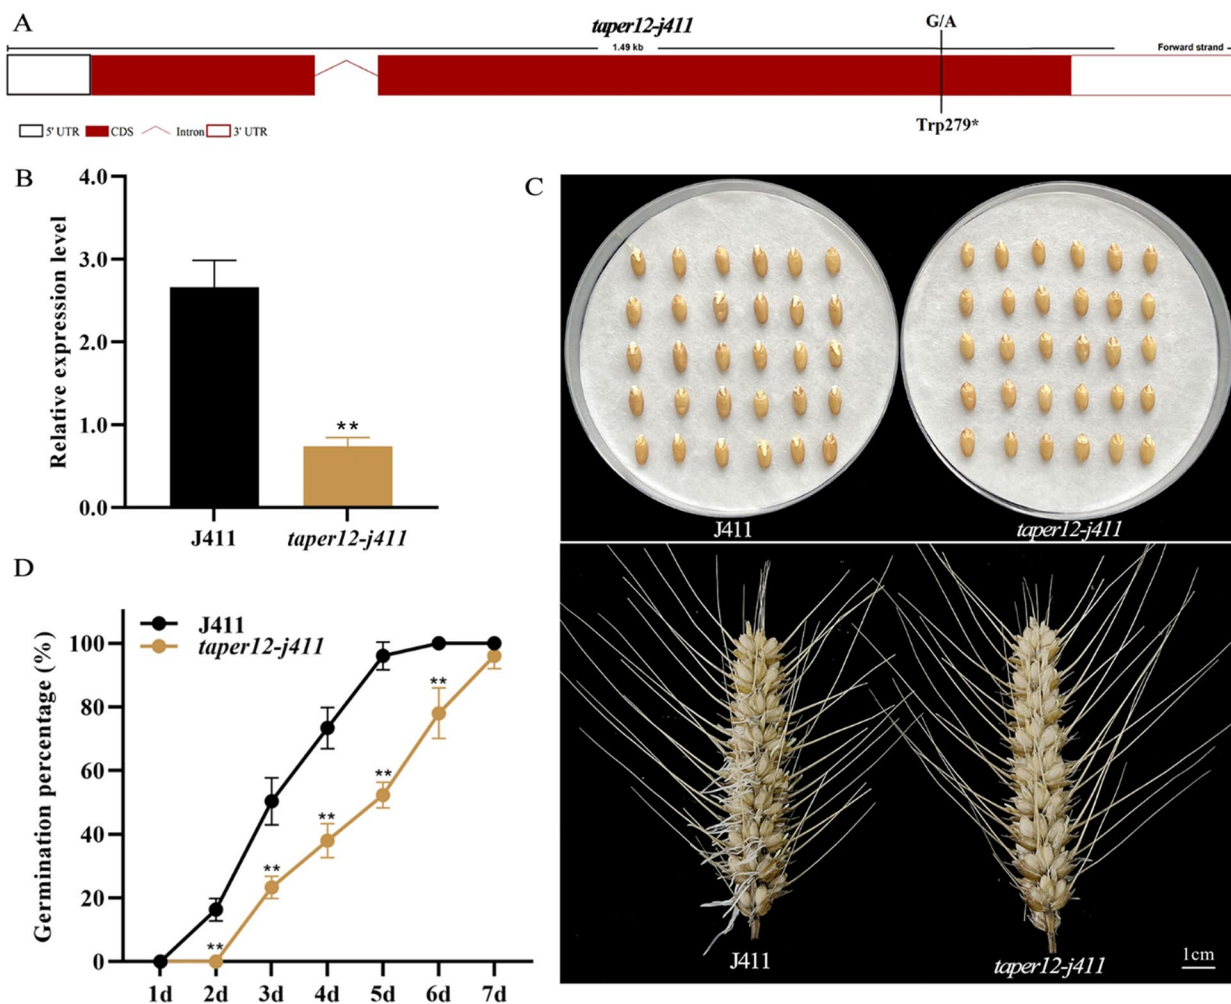 A
taper12-j411
G/A
1.49 kb
Forward strand
Trp279*
5' UTR CDS Intron 3' UTR
B
Relative expression level
4.0
3.0
2.0
1.0
0.0
**
J411 taper12-j411
C
J411 taper12-j411
J411 taper12-j411
1cm
D
J411
taper12-j411
Germination percentage (%)
100
80
60
40
20
0
**
**
**
**
**
1d 2d 3d 4d 5d 6d 7d